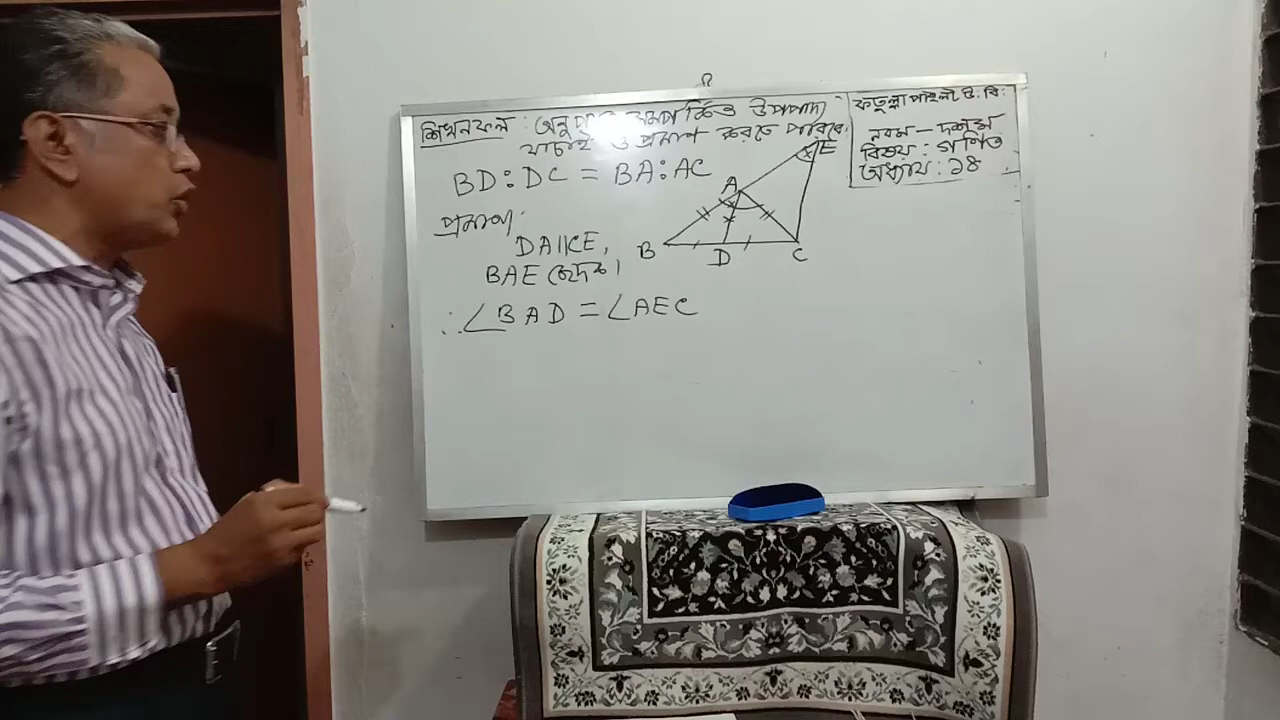 শিখনফল : অনুপাত সম্পর্কিত উপপাদ্য
যাচাই ও প্রমাণ করতে পারবে।
ফতুল্লা পাইলট উ: বি:
নবম - দশম
বিষয় : গণিত
অধ্যায় : ১৪
BD : DC = BA : AC
প্রমাণ:
DA||CE,
BAE ছেদক।
∴ ∠BAD = ∠AEC
E
A
B
D
C